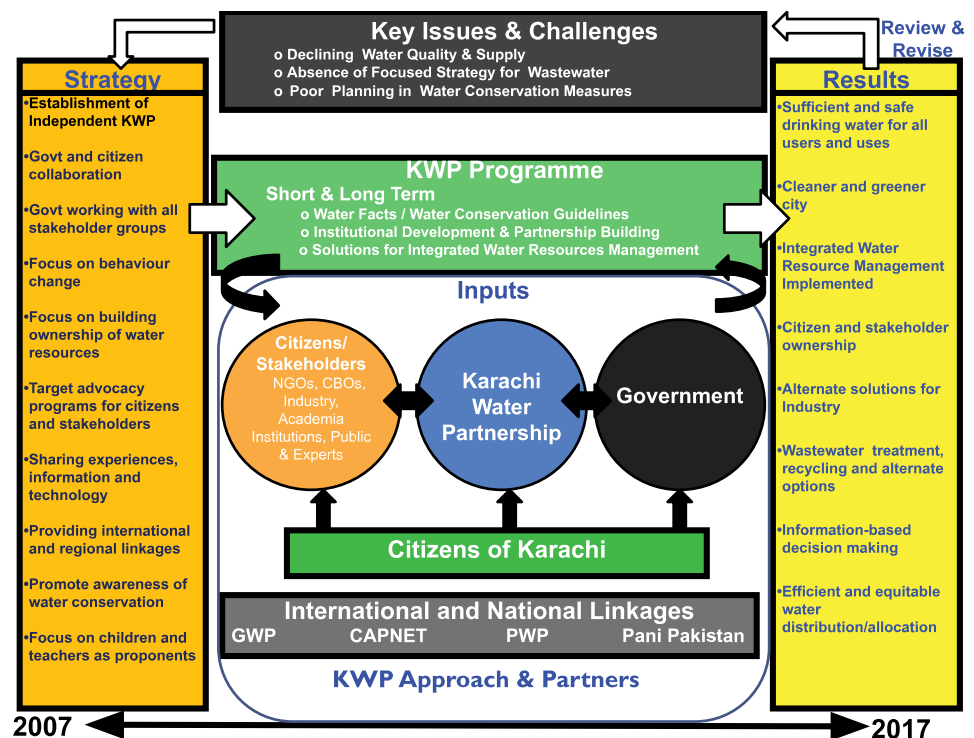 Key Issues & Challenges
o Declining Water Quality & Supply
o Absence of Focused Strategy for Wastewater
o Poor Planning in Water Conservation Measures
Review &
Revise
Strategy
•Establishment of
Independent KWP
•Govt and citizen
collaboration
•Govt working with all
stakeholder groups
•Focus on behaviour
change
•Focus on building
ownership of water
resources
•Target advocacy
programs for citizens
and stakeholders
•Sharing experiences,
information and
technology
•Providing international
and regional linkages
•Promote awareness of
water conservation
•Focus on children and
teachers as proponents
KWP Programme
Short & Long Term
o Water Facts / Water Conservation Guidelines
o Institutional Development & Partnership Building
o Solutions for Integrated Water Resources Management
Inputs
Citizens/
Stakeholders
NGOs, CBOs,
Industry,
Academia
Institutions, Public
& Experts
Karachi
Water
Partnership
Government
Citizens of Karachi
International and National Linkages
GWP CAPNET PWP Pani Pakistan
KWP Approach & Partners
Results
•Sufficient and safe
drinking water for all
users and uses
•Cleaner and greener
city
•Integrated Water
Resource Management
Implemented
•Citizen and stakeholder
ownership
•Alternate solutions for
Industry
•Wastewater treatment,
recycling and alternate
options
•Information-based
decision making
•Efficient and equitable
water
distribution/allocation
2007
2017